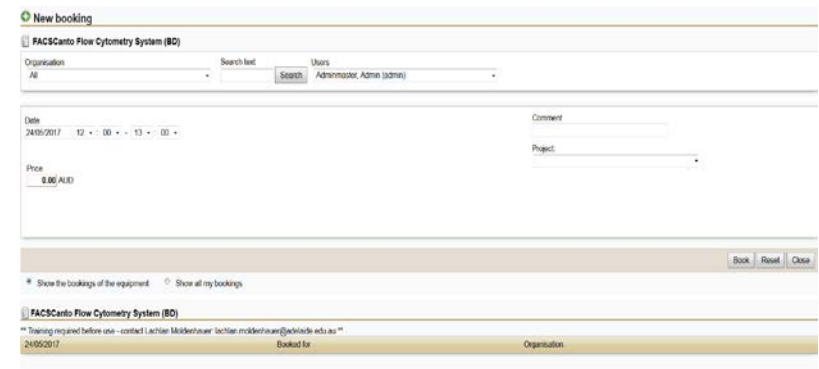 New booking
FACSCanto Flow Cytometry System (BD)
Organisation Search text Users
All Search Adminmaster, Admin (admin)
Date Comment
24/05/2017 12 : 00 - 13 : 00
Project:
Price
0.00 AUD
Book Reset Close
Show the bookings of the equipment Show all my bookings
FACSCanto Flow Cytometry System (BD)
** Training required before use - contact Lachlan Moldenhauer: lachlan.moldenhauer@adelaide.edu.au **
24/05/2017 Booked for Organisation